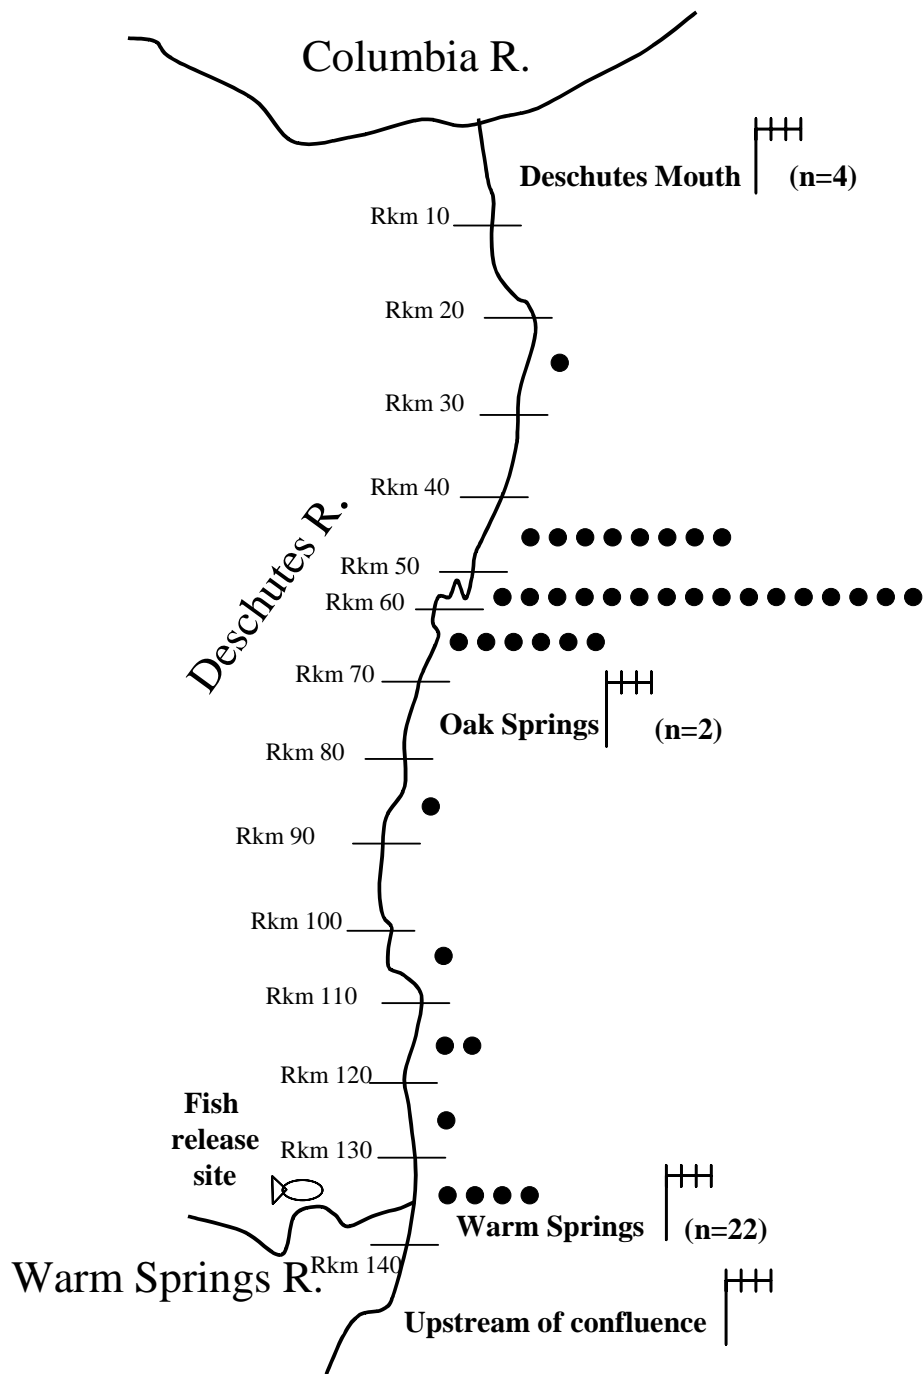 Columbia R.
Deschutes Mouth (n=4)
Rkm 10
Rkm 20
Rkm 30
Rkm 40
Deschutes R.
Rkm 50
Rkm 60
Rkm 70
Oak Springs (n=2)
Rkm 80
Rkm 90
Rkm 100
Rkm 110
Rkm 120
Fish
release
site
Rkm 130
Warm Springs (n=22)
Rkm 140
Warm Springs R.
Upstream of confluence